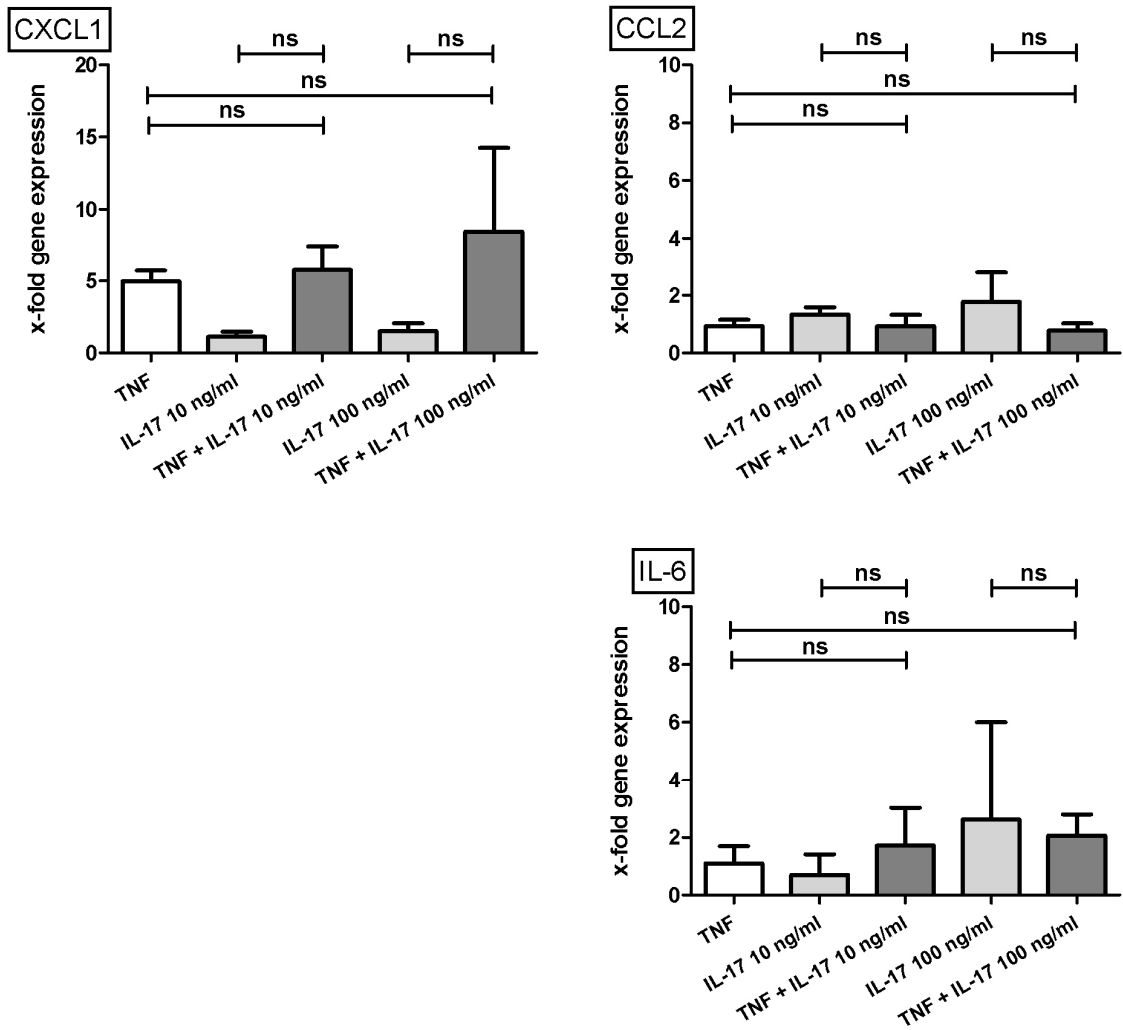 CXCL1
ns
ns
ns
ns
20
15
10
5
0
x-fold gene expression
TNF
IL-17 10 ng/ml
TNF + IL-17 10 ng/ml
IL-17 100 ng/ml
TNF + IL-17 100 ng/ml
CCL2
ns
ns
ns
ns
10
8
6
4
2
0
x-fold gene expression
TNF
IL-17 10 ng/ml
TNF + IL-17 10 ng/ml
IL-17 100 ng/ml
TNF + IL-17 100 ng/ml
IL-6
ns
ns
ns
ns
10
8
6
4
2
0
x-fold gene expression
TNF
IL-17 10 ng/ml
TNF + IL-17 10 ng/ml
IL-17 100 ng/ml
TNF + IL-17 100 ng/ml